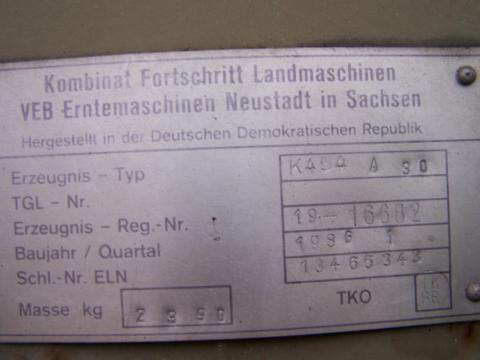 Kombinat Fortschritt Landmaschinen
VEB Erntemaschinen Neustadt in Sachsen
Hergestellt in der Deutschen Demokratischen Republik
Erzeugnis - Typ K454 A 90
TGL - Nr.
Erzeugnis - Reg.-Nr. 19-16682
Baujahr / Quartal 1986 1
Schl.-Nr. ELN 13465343
Masse kg 2390 TKO